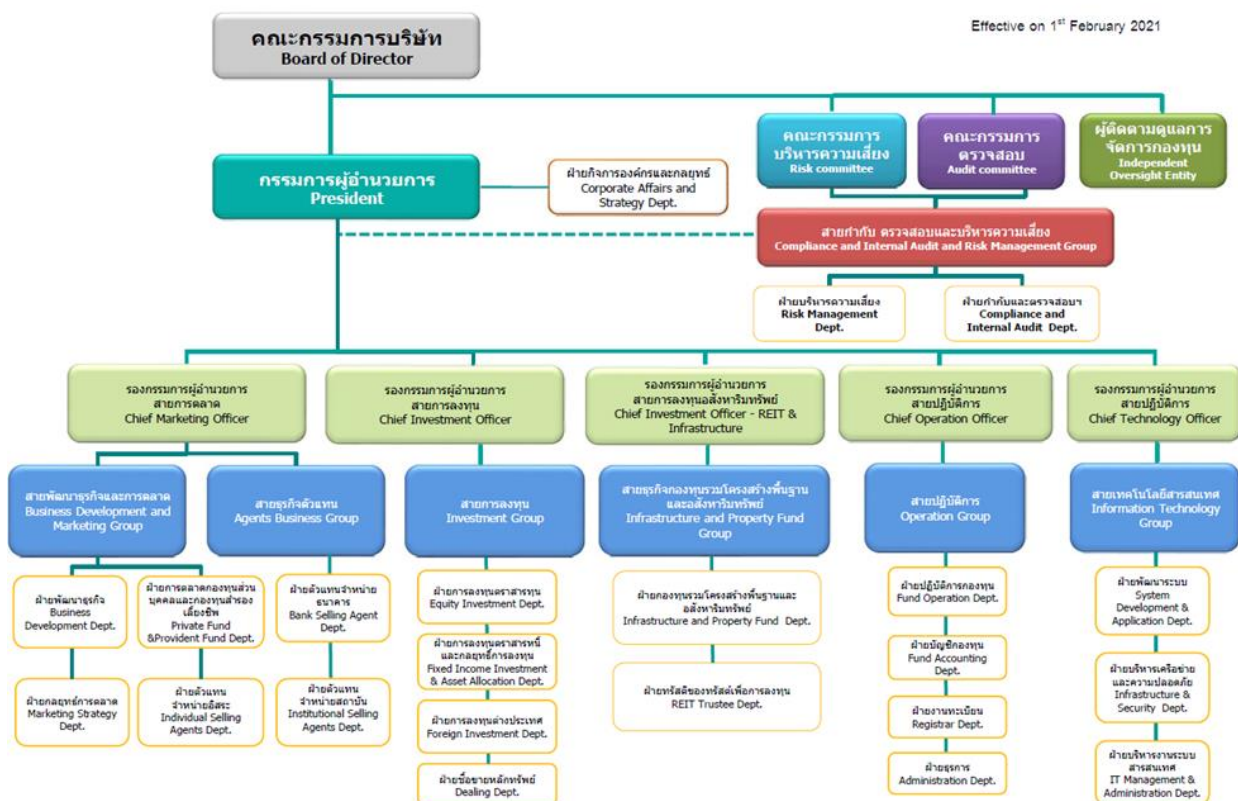 Effective on 1st February 2021
คณะกรรมการบริษัท
Board of Director
คณะกรรมการ
บริหารความเสี่ยง
Risk committee
คณะกรรมการ
ตรวจสอบ
Audit committee
ผู้ติดตามดูแลการ
จัดการกองทุน
Independent
Oversight Entity
กรรมการผู้อำนวยการ
President
ฝ่ายกิจการองค์กรและกลยุทธ์
Corporate Affairs and
Strategy Dept.
สายกำกับ ตรวจสอบและบริหารความเสี่ยง
Compliance and Internal Audit and Risk Management Group
ฝ่ายบริหารความเสี่ยง
Risk Management
Dept.
ฝ่ายกำกับและตรวจสอบฯ
Compliance and
Internal Audit Dept.
รองกรรมการผู้อำนวยการ
สายการตลาด
Chief Marketing Officer
รองกรรมการผู้อำนวยการ
สายการลงทุน
Chief Investment Officer
รองกรรมการผู้อำนวยการ
สายการลงทุนอสังหาริมทรัพย์
Chief Investment Officer - REIT &
Infrastructure
รองกรรมการผู้อำนวยการ
สายปฏิบัติการ
Chief Operation Officer
รองกรรมการผู้อำนวยการ
สายปฏิบัติการ
Chief Technology Officer
สายพัฒนาธุรกิจและการตลาด
Business Development and
Marketing Group
สายธุรกิจตัวแทน
Agents Business Group
สายการลงทุน
Investment Group
สายธุรกิจกองทุนรวมโครงสร้างพื้นฐาน
และอสังหาริมทรัพย์
Infrastructure and Property Fund
Group
สายปฏิบัติการ
Operation Group
สายเทคโนโลยีสารสนเทศ
Information Technology
Group
ฝ่ายพัฒนาธุรกิจ
Business
Development Dept.
ฝ่ายการตลาดกองทุนส่วน
บุคคลและกองทุนสำรอง
เลี้ยงชีพ
Private Fund
&Provident Fund Dept.
ฝ่ายตัวแทนจำหน่าย
ธนาคาร
Bank Selling Agent
Dept.
ฝ่ายการลงทุนตราสารทุน
Equity Investment Dept.
ฝ่ายกองทุนรวมโครงสร้างพื้นฐานและ
อสังหาริมทรัพย์
Infrastructure and Property Fund Dept.
ฝ่ายปฏิบัติการกองทุน
Fund Operation Dept.
ฝ่ายพัฒนาระบบ
System
Development &
Application Dept.
ฝ่ายกลยุทธ์การตลาด
Marketing Strategy
Dept.
ฝ่ายตัวแทน
จำหน่ายอิสระ
Individual Selling
Agents Dept.
ฝ่ายตัวแทน
จำหน่ายสถาบัน
Institutional Selling
Agents Dept.
ฝ่ายการลงทุนตราสารหนี้
และกลยุทธ์การลงทุน
Fixed Income Investment
& Asset Allocation Dept.
ฝ่ายทรัสตีของทรัสต์เพื่อการลงทุน
REIT Trustee Dept.
ฝ่ายบัญชีกองทุน
Fund Accounting
Dept.
ฝ่ายบริหารเครือข่าย
และความปลอดภัย
Infrastructure &
Security Dept.
ฝ่ายการลงทุนต่างประเทศ
Foreign Investment Dept.
ฝ่ายงานทะเบียน
Registrar Dept.
ฝ่ายซื้อขายหลักทรัพย์
Dealing Dept.
ฝ่ายธุรการ
Administration Dept.
ฝ่ายบริหารงานระบบ
สารสนเทศ
IT Management &
Administration Dept.